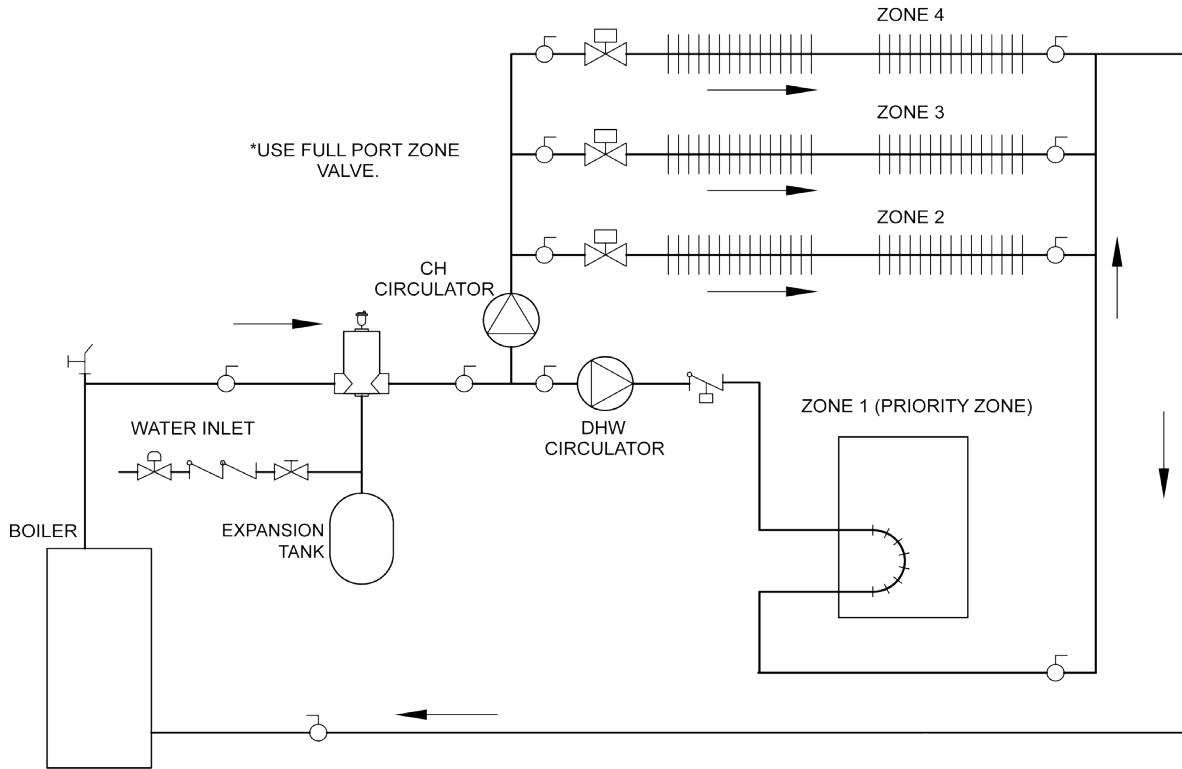 ZONE 4
ZONE 3
*USE FULL PORT ZONE
VALVE.
ZONE 2
CH
CIRCULATOR
ZONE 1 (PRIORITY ZONE)
WATER INLET
DHW
CIRCULATOR
BOILER
EXPANSION
TANK